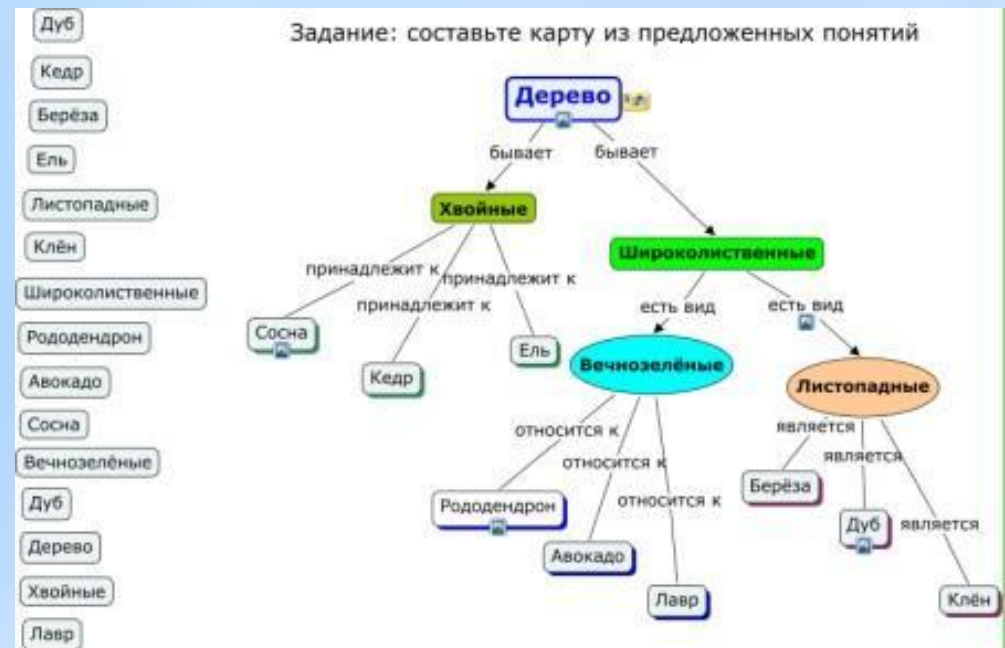 Дуб
Кедр
Берёза
Ель
Листопадные
Клён
Широколиственные
Рододендрон
Авокадо
Сосна
Вечнозелёные
Дуб
Дерево
Хвойные
Лавр
Задание: составьте карту из предложенных понятий
Дерево
бывает
бывает
Хвойные
Широколиственные
принадлежит к
принадлежит к
принадлежит к
есть вид
есть вид
Сосна
Кедр
Ель
Вечнозелёные
Листопадные
относится к
относится к
относится к
является
является
является
Рододендрон
Авокадо
Лавр
Берёза
Дуб
Клён